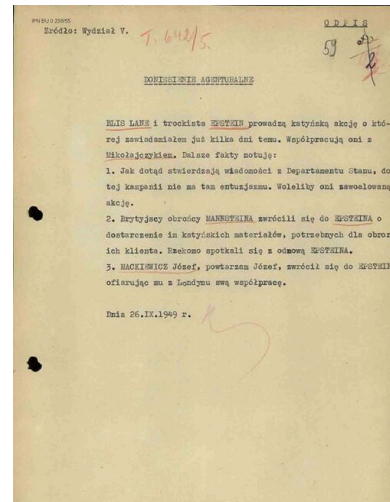 IPN BU 0 236/55
O D P I S
Źródło: Wydział V.
T. 642/5.
59
2
DONIESIENIE AGENTURALNE
BLIS LANE i trockista EPSTEIN prowadzą katyńską akcję o któ-
rej zawiadamiałem już kilka dni temu. Współpracują oni z
Mikołajczykiem. Dalsze fakty notuję:
1. Jak dotąd stwierdzają wiadomości z Departamentu Stanu, do
tej kampanii nie ma tam entuzjazmu. Woleliby oni zawoalowaną
akcję.
2. Brytyjscy obrońcy MANNSTEINA zwrócili się do EPSTEINA o
dostarczenie im katyńskich materiałów, potrzebnych dla obron
ich klienta. Rzekomo spotkali się z odmową EPSTEINA.
3. MACKIEWICZ Józef, powtarzam Józef, zwrócił się do EPSTEIN
ofiarując mu z Londynu swą współpracę.
Dnia 26.IX.1949 r.